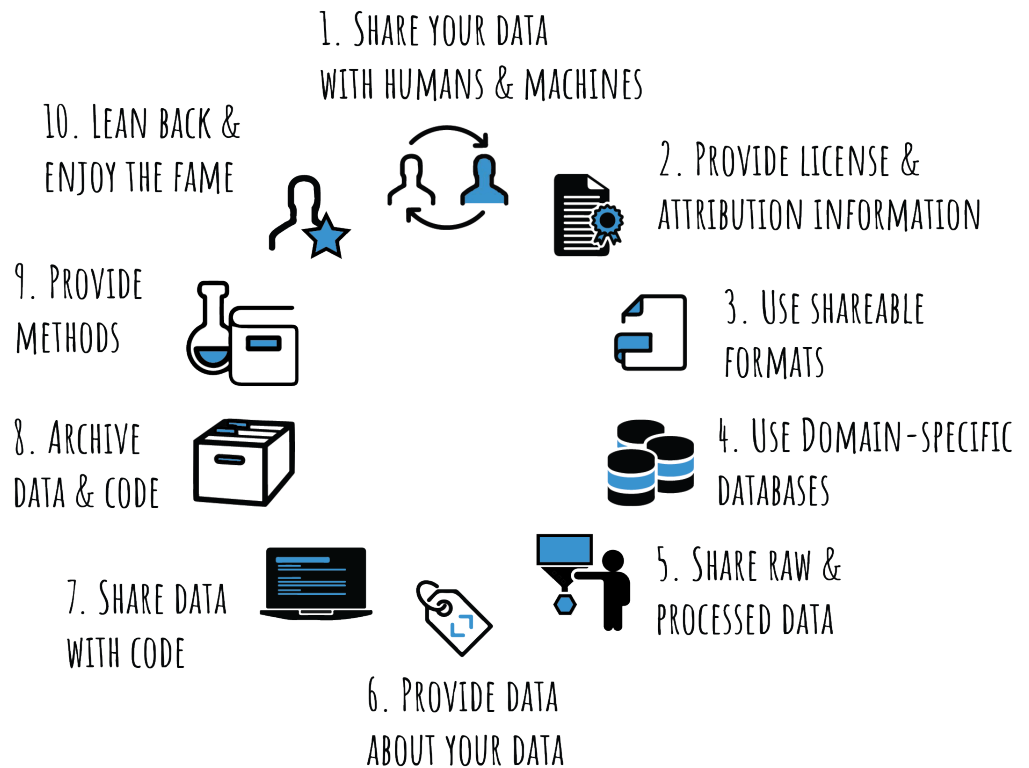 1. Share your data
with humans & machines
2. Provide license &
attribution information
3. Use shareable
formats
4. Use Domain-specific
databases
5. Share raw &
processed data
6. Provide data
about your data
7. Share data
with code
8. Archive
data & code
9. Provide
methods
10. Lean back &
enjoy the fame